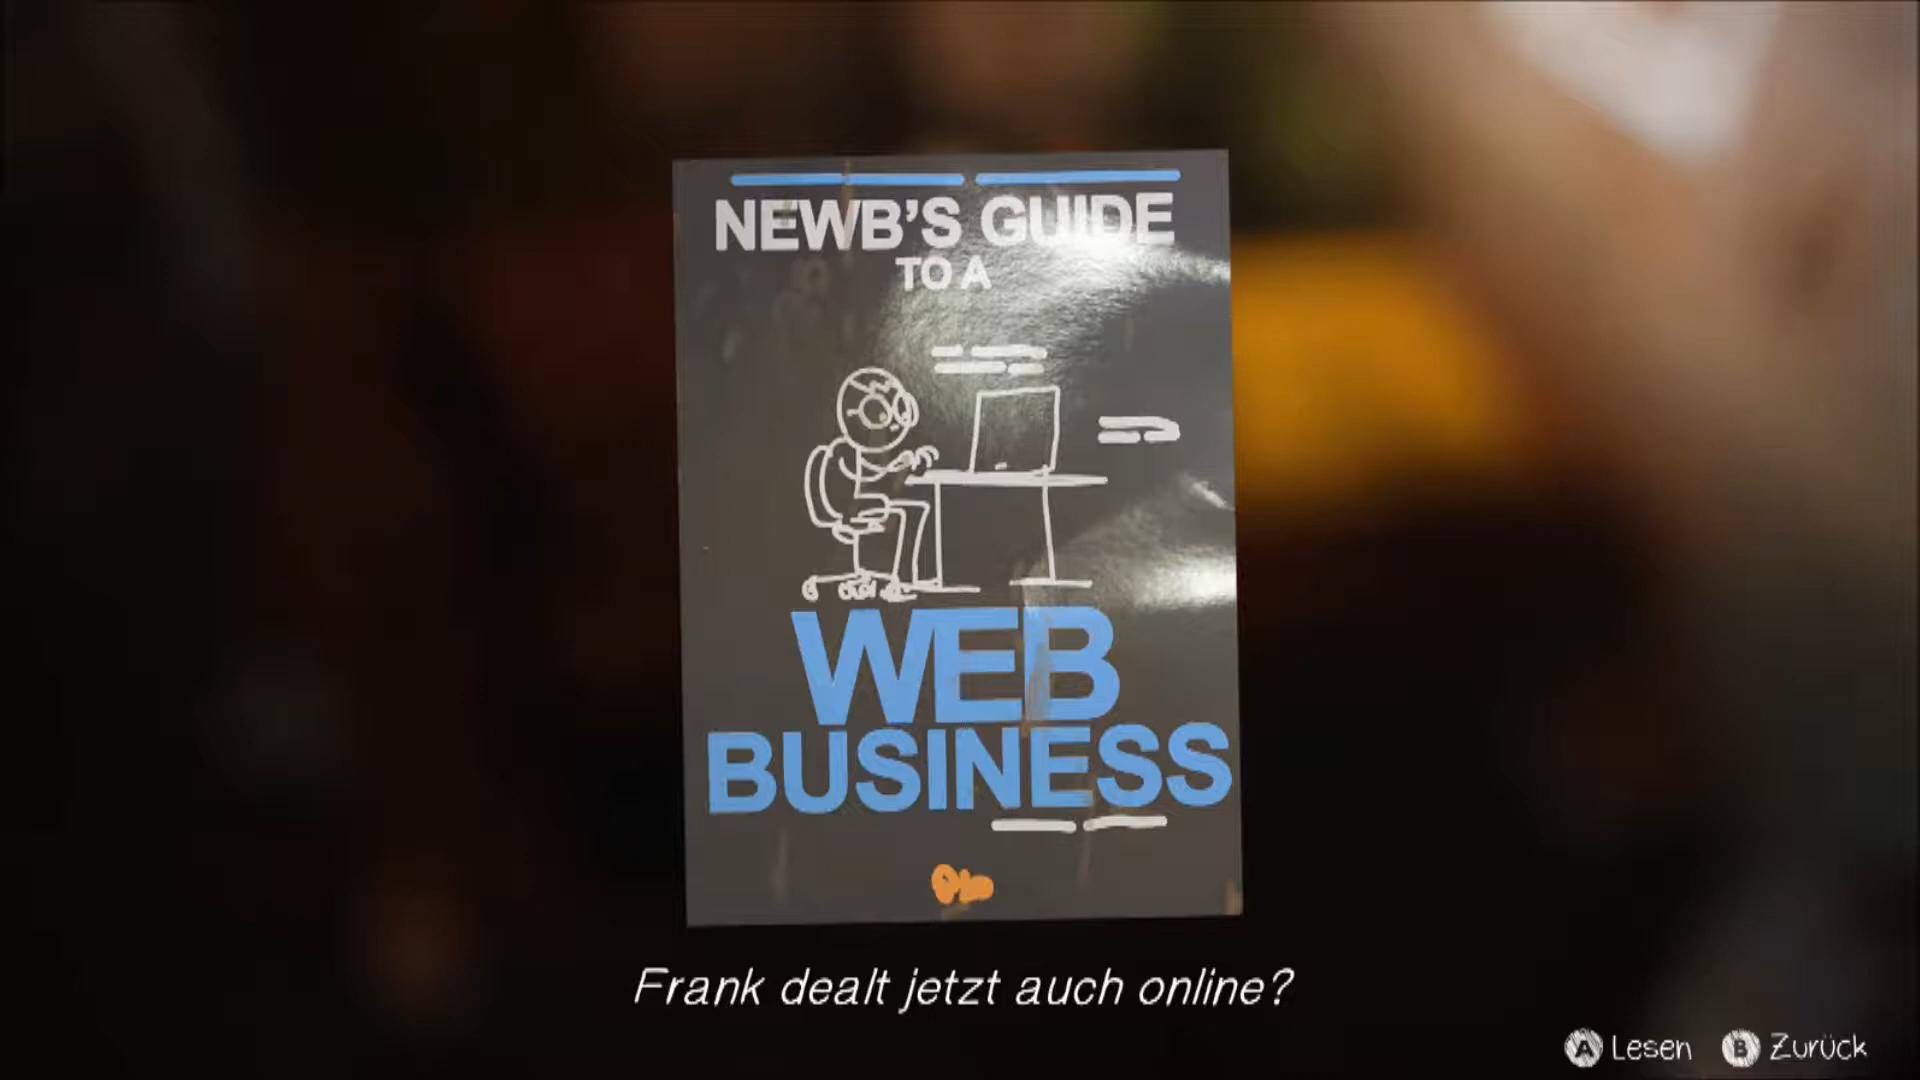 NEWB'S GUIDE
TO A
WEB
BUSINESS
Frank dealt jetzt auch online?
A Lesen B Zurück